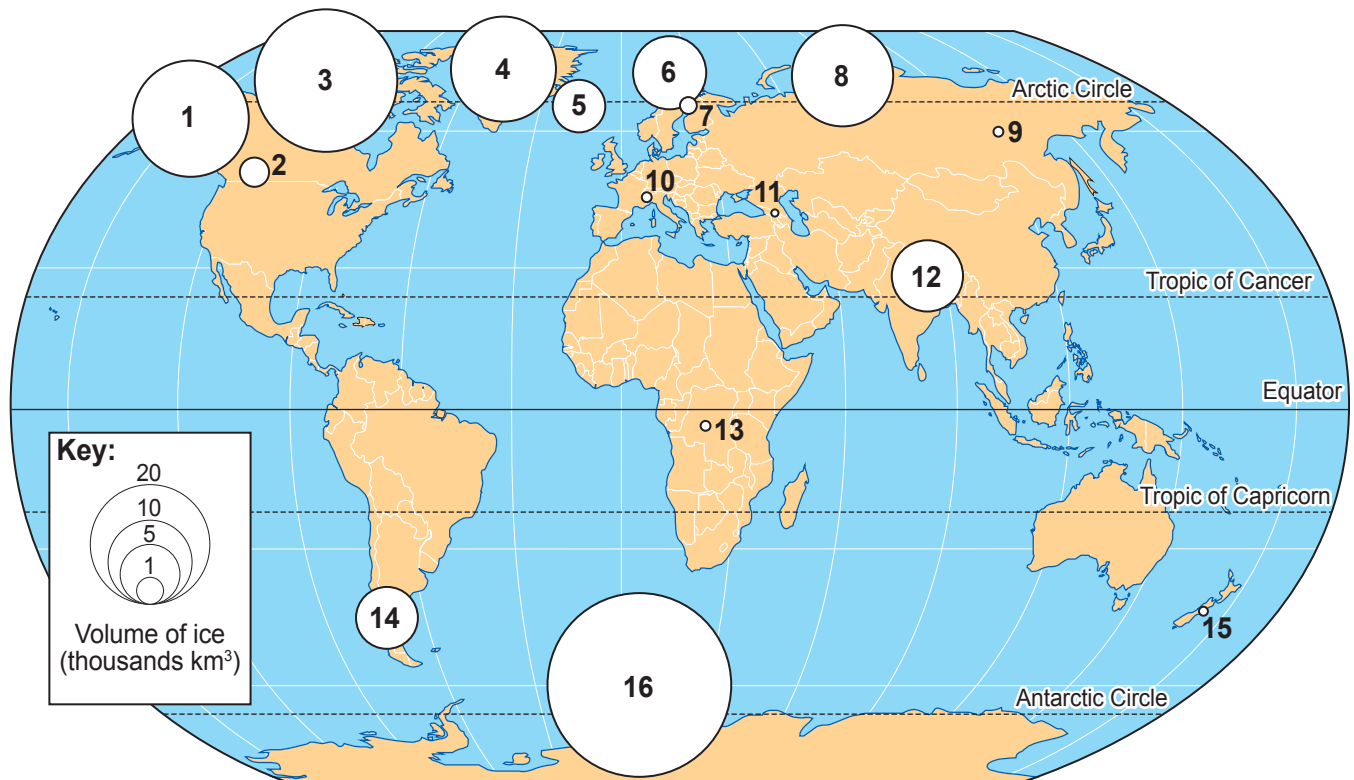 3
4
6
8
1
5
7
Arctic Circle
9
2
10
11
12
Tropic of Cancer
Equator
13
Key:
20
10
5
1
Volume of ice
(thousands km³)
Tropic of Capricorn
14
15
16
Antarctic Circle